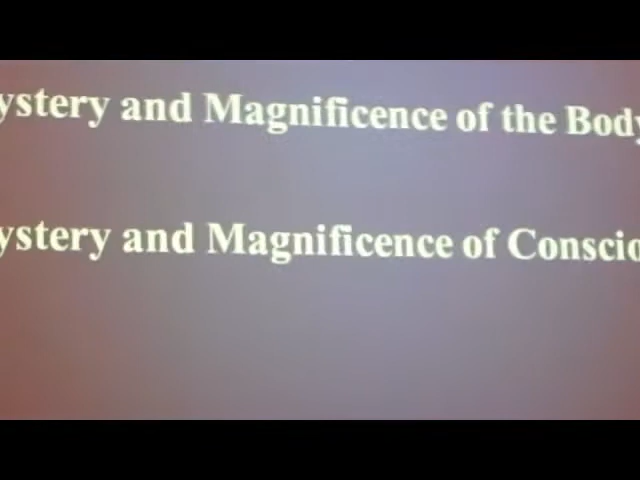 ystery and Magnificence of the Body
ystery and Magnificence of Conscio